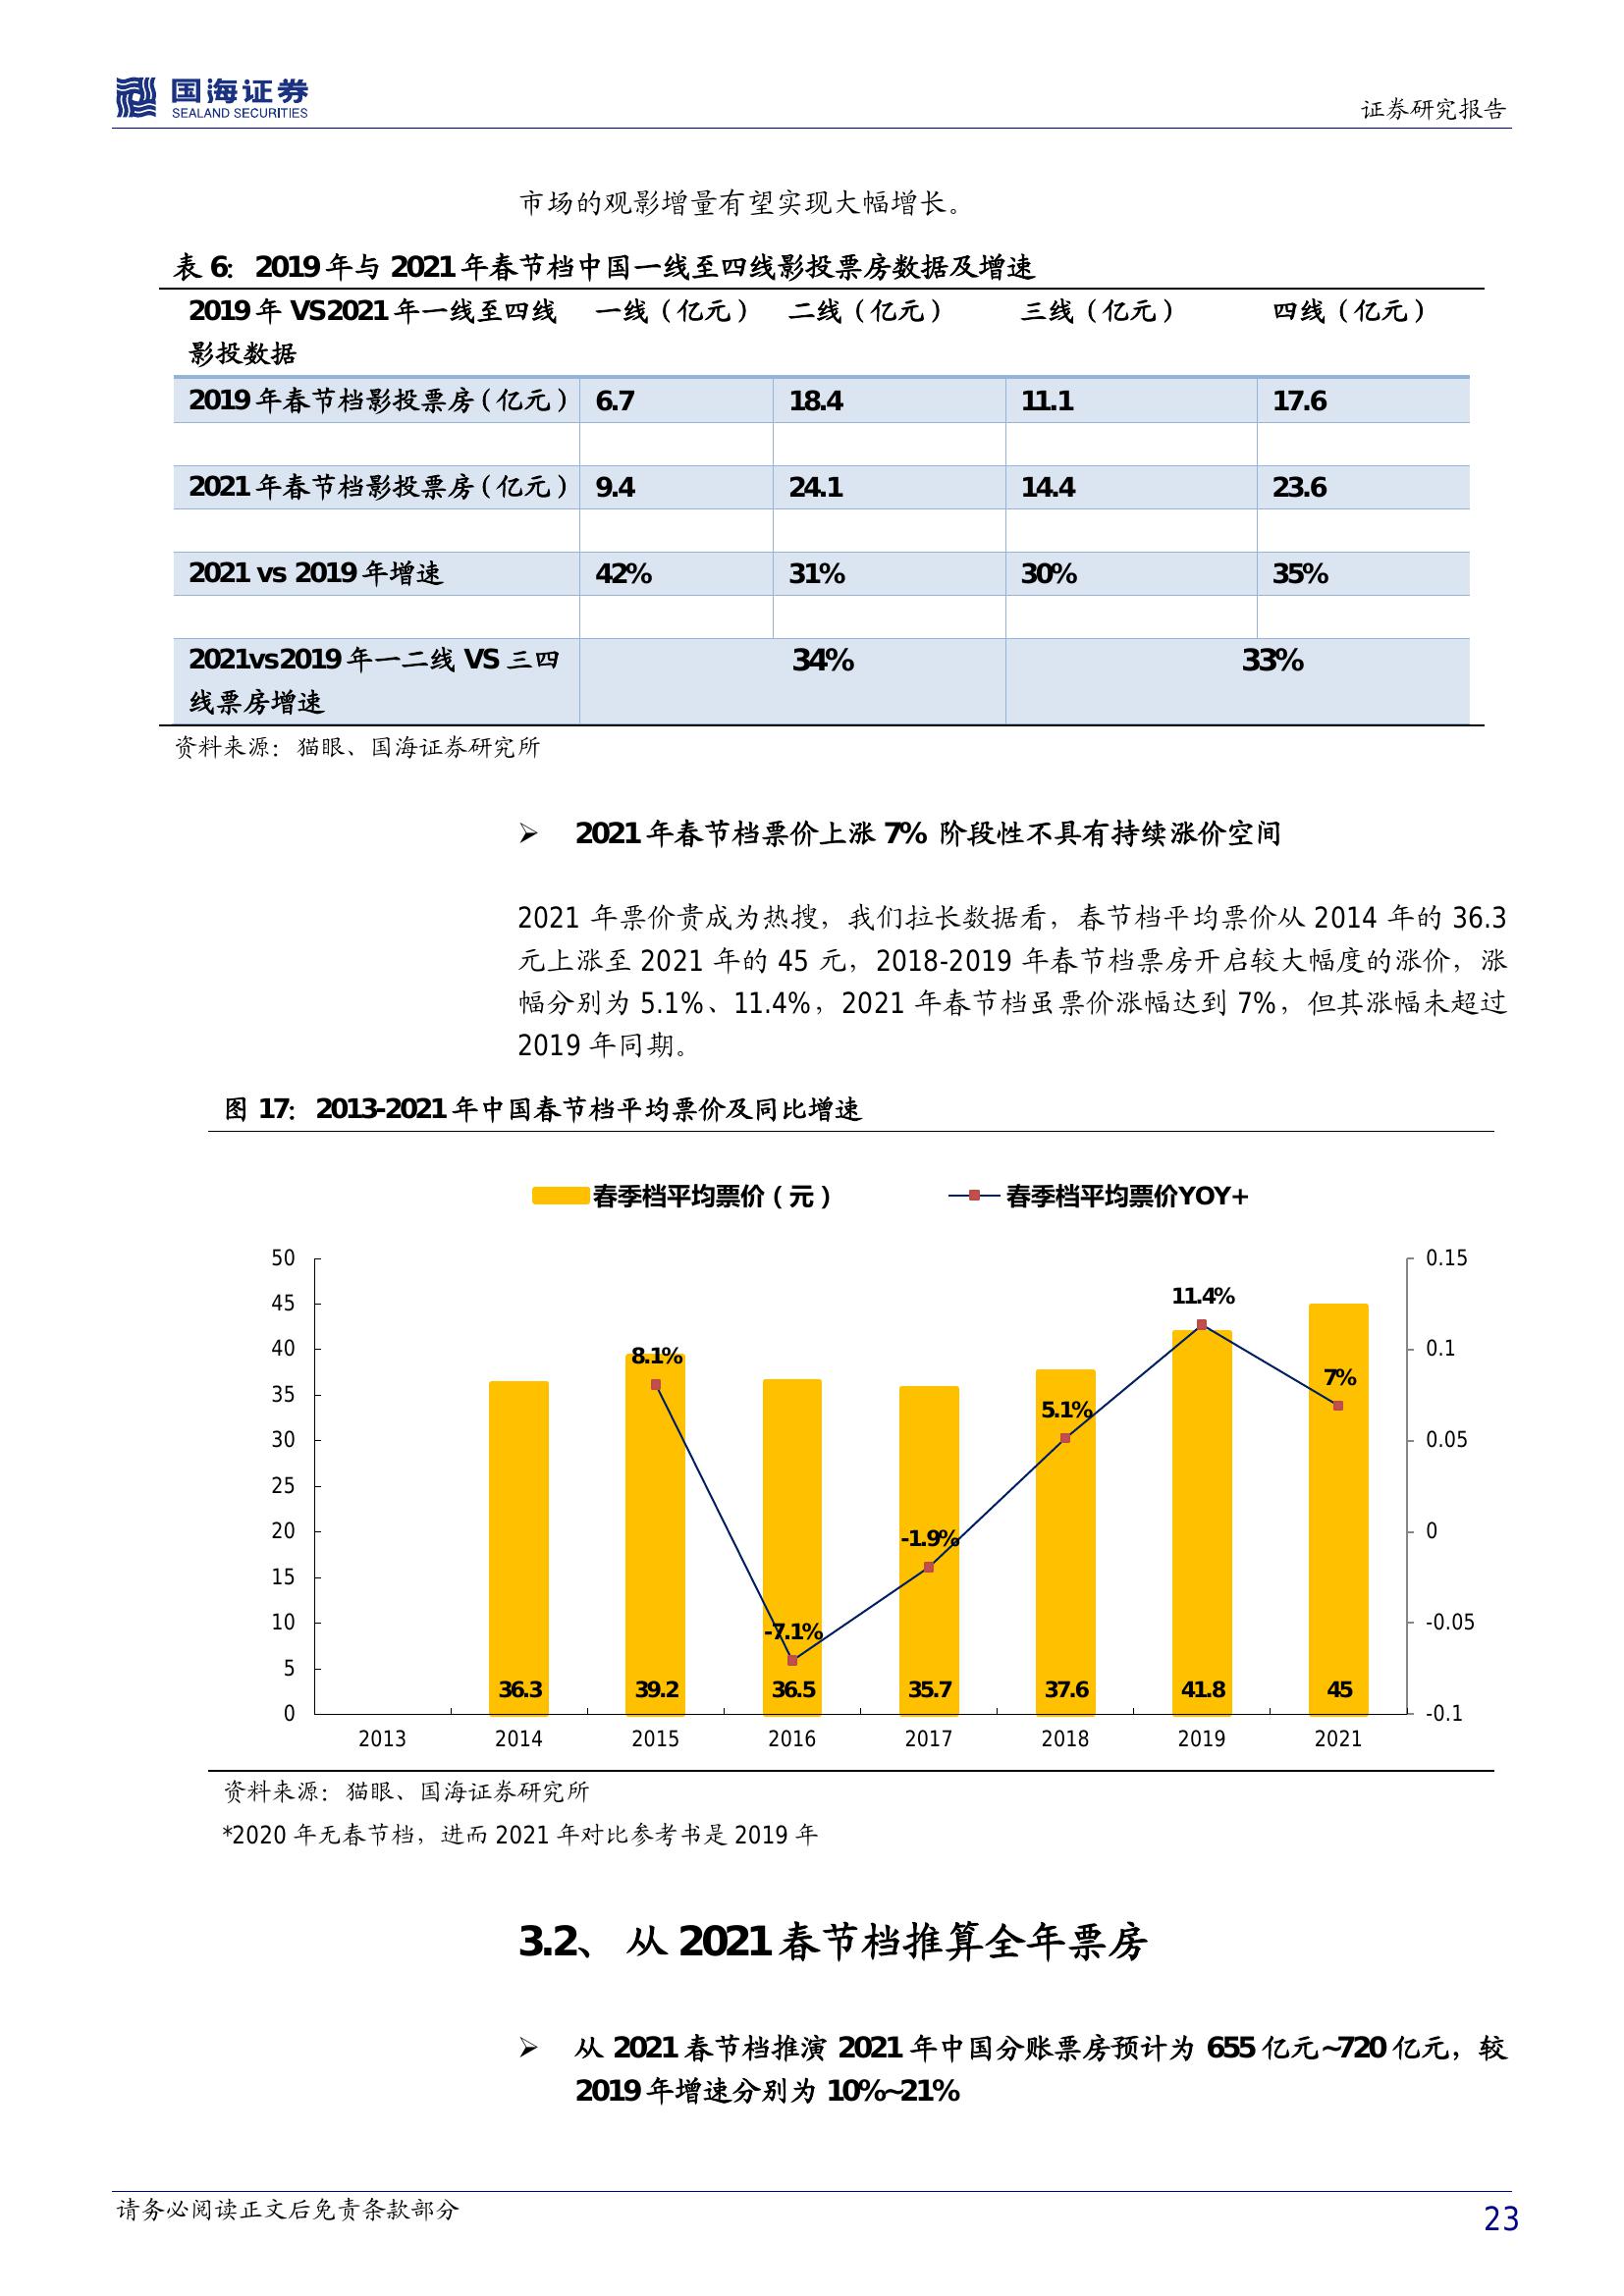 国海证券
SEALAND SECURITIES
证券研究报告
市场的观影增量有望实现大幅增长。
表 6：2019 年与 2021 年春节档中国一线至四线影投票房数据及增速
2019 年 VS2021 年一线至四线 一线（亿元） 二线（亿元） 三线（亿元） 四线（亿元）
影投数据
2019 年春节档影投票房（亿元） 6.7 18.4 11.1 17.6
2021 年春节档影投票房（亿元） 9.4 24.1 14.4 23.6
2021 vs 2019 年增速 42% 31% 30% 35%
2021vs2019 年一二线 VS 三四 34% 33%
线票房增速
资料来源：猫眼、国海证券研究所
➢ 2021 年春节档票价上涨 7% 阶段性不具有持续涨价空间
2021 年票价贵成为热搜，我们拉长数据看，春节档平均票价从 2014 年的 36.3
元上涨至 2021 年的 45 元，2018-2019 年春节档票房开启较大幅度的涨价，涨
幅分别为 5.1%、11.4%，2021 年春节档虽票价涨幅达到 7%，但其涨幅未超过
2019 年同期。
图 17：2013-2021 年中国春节档平均票价及同比增速
春季档平均票价（元） 春季档平均票价YOY+
50 0.15
45
40 0.1
35
30 0.05
25
20 0
15
10 -0.05
5
0 -0.1
8.1% -7.1% -1.9% 5.1% 11.4% 7%
36.3 39.2 36.5 35.7 37.6 41.8 45
2013 2014 2015 2016 2017 2018 2019 2021
资料来源：猫眼、国海证券研究所
*2020 年无春节档，进而 2021 年对比参考书是 2019 年
3.2、 从 2021 春节档推算全年票房
➢ 从 2021 春节档推演 2021 年中国分账票房预计为 655 亿元~720 亿元，较
2019 年增速分别为 10%~21%
请务必阅读正文后免责条款部分
23